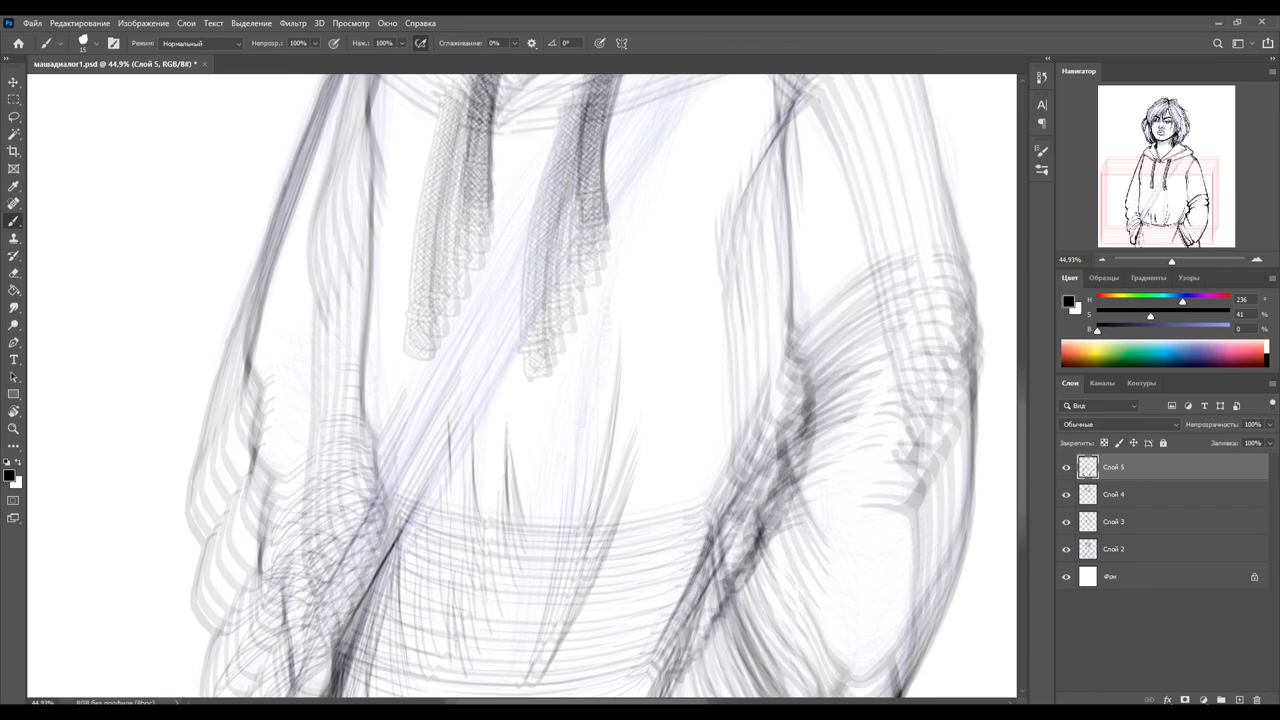 Ps Файл Редактирование Изображение Слои Текст Выделение Фильтр 3D Просмотр Окно Справка
15 Режим: Нормальный Непрозр.: 100% Наж.: 100% Сглаживание: 0% 0°
машадиалог1.psd @ 44,9% (Слой 5, RGB/8#) * ×
Навигатор
44,93%
Цвет Образцы Градиенты Узоры
H 236 °
S 41 %
B 0 %
Слои Каналы Контуры
Вид
Обычные Непрозрачность: 100%
Закрепить: Заливка: 100%
Слой 5
Слой 4
Слой 3
Слой 2
Фон
44,93% RGB без профиля (8bpc)